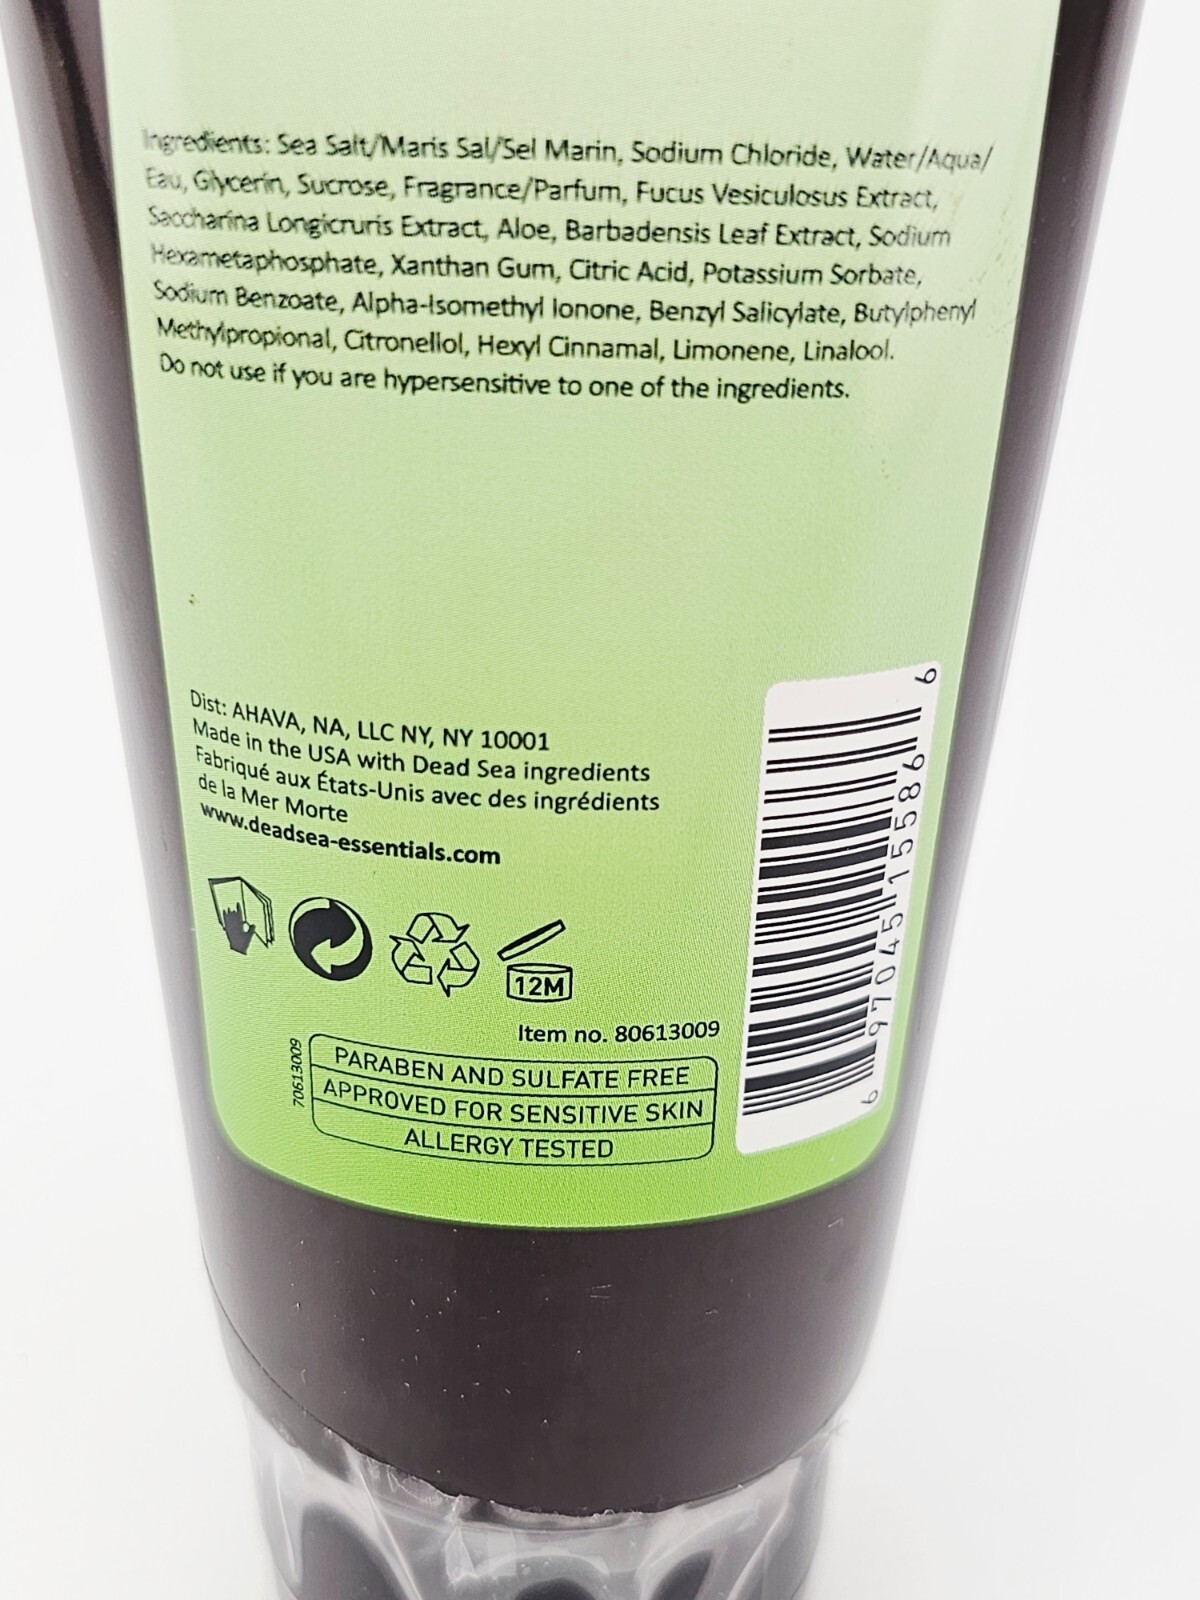 Ingredients: Sea Salt/Maris Sal/Sel Marin, Sodium Chloride, Water/Aqua/
Eau, Glycerin, Sucrose, Fragrance/Parfum, Fucus Vesiculosus Extract,
Saccharina Longicruris Extract, Aloe, Barbadensis Leaf Extract, Sodium
Hexametaphosphate, Xanthan Gum, Citric Acid, Potassium Sorbate,
Sodium Benzoate, Alpha-Isomethyl Ionone, Benzyl Salicylate, Butylphenyl
Methylpropional, Citronellol, Hexyl Cinnamal, Limonene, Linalool.
Do not use if you are hypersensitive to one of the ingredients.
Dist: AHAVA, NA, LLC NY, NY 10001
Made in the USA with Dead Sea ingredients
Fabriqué aux États-Unis avec des ingrédients
de la Mer Morte
www.deadsea-essentials.com
12M
Item no. 80613009
70613009
PARABEN AND SULFATE FREE
APPROVED FOR SENSITIVE SKIN
ALLERGY TESTED
6 97045 15586 6